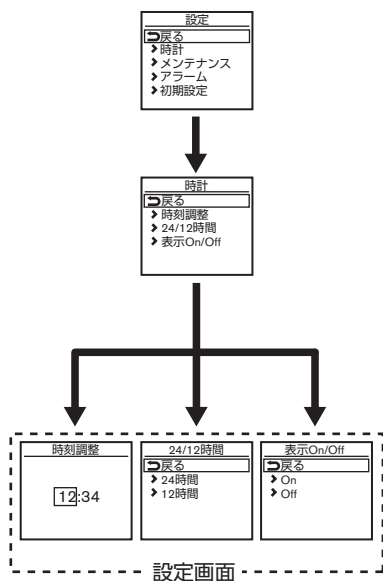 設定
戻る
時計
メンテナンス
アラーム
初期設定
時計
戻る
時刻調整
24/12時間
表示On/Off
時刻調整
12:34
24/12時間
戻る
24時間
12時間
表示On/Off
戻る
On
Off
設定画面